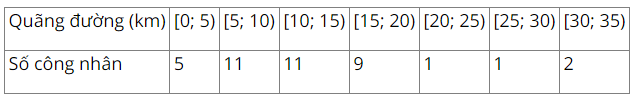 Quãng đường (km) [0; 5) [5; 10) [10; 15) [15; 20) [20; 25) [25; 30) [30; 35)
Số công nhân 5 11 11 9 1 1 2